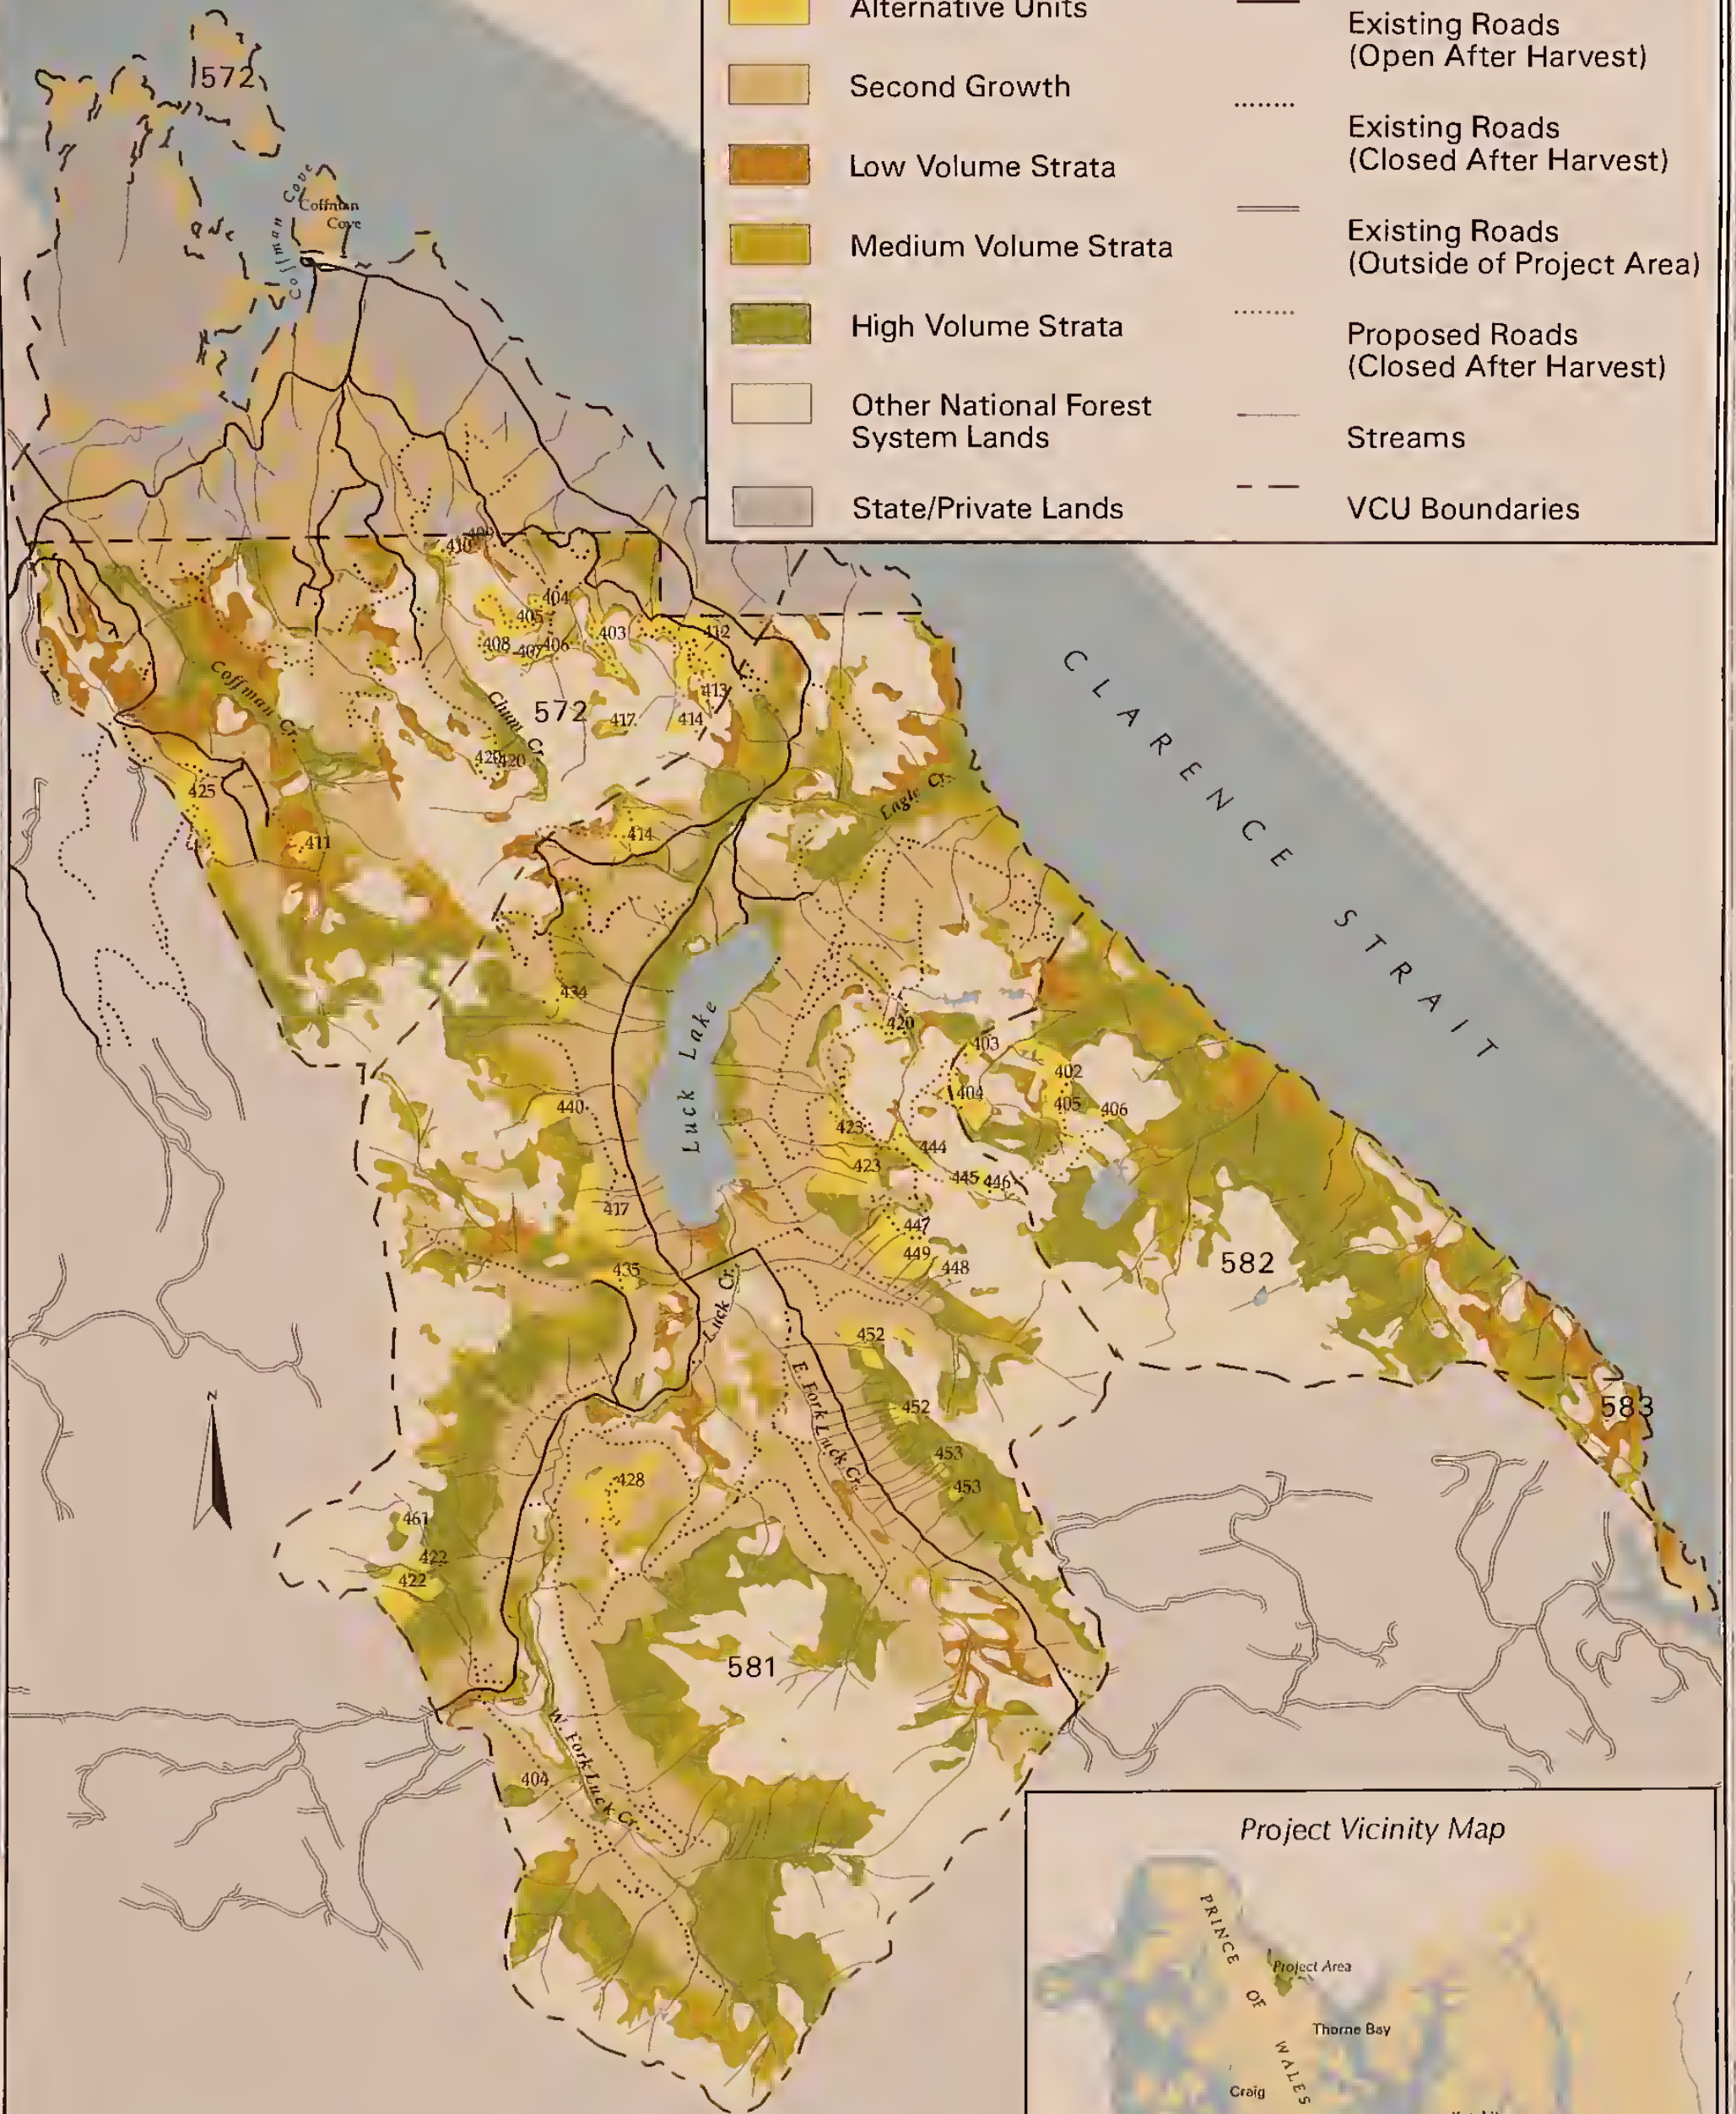 Alternative Units
Second Growth
Low Volume Strata
Medium Volume Strata
High Volume Strata
Other National Forest
System Lands
State/Private Lands
Existing Roads
(Open After Harvest)
Existing Roads
(Closed After Harvest)
Existing Roads
(Outside of Project Area)
Proposed Roads
(Closed After Harvest)
Streams
VCU Boundaries
572
Coffman Cove
Coffman
Cove
409
410
404
405
403
412
408
407
406
Coffman Cr.
Chum Cr.
572
413
417
414
420
420
Eagle Cr.
425
411
414
CLARENCE STRAIT
434
Luck Lake
420
403
402
404
405
406
440
423
444
423
445
446
417
447
449
448
435
582
Luck Cr.
452
E. Fork Luck Cr.
452
583
N
453
428
453
461
422
422
581
W. Fork Luck Cr.
404
Project Vicinity Map
PRINCE OF WALES
Project Area
Thorne Bay
Craig